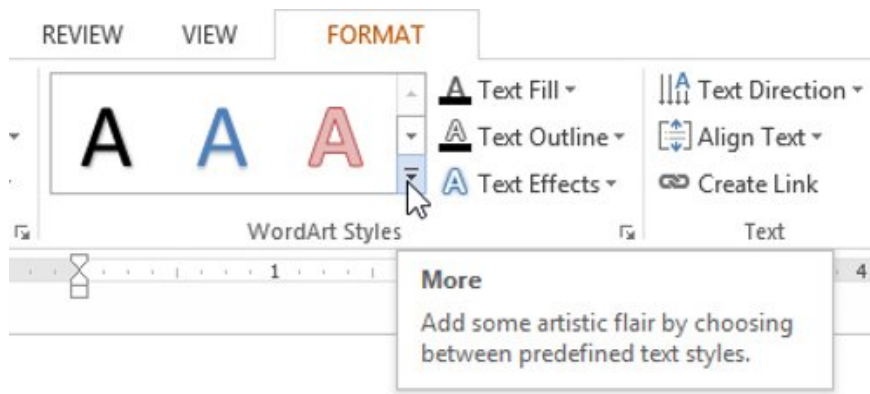 REVIEW VIEW FORMAT
A A A
A Text Fill
A Text Outline
A Text Effects
WordArt Styles
A Text Direction
Align Text
Create Link
Text
1 4
More
Add some artistic flair by choosing
between predefined text styles.